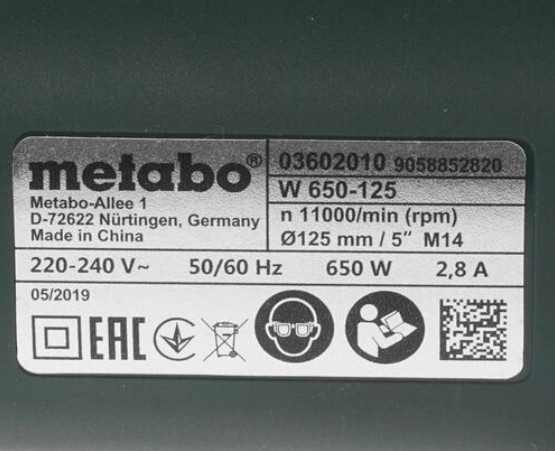 metabo®
Metabo-Allee 1
D-72622 Nürtingen, Germany
Made in China
03602010 9058852820
W 650-125
n 11000/min (rpm)
Ø125 mm / 5" M14
220-240 V~ 50/60 Hz 650 W 2,8 A
05/2019
EAC